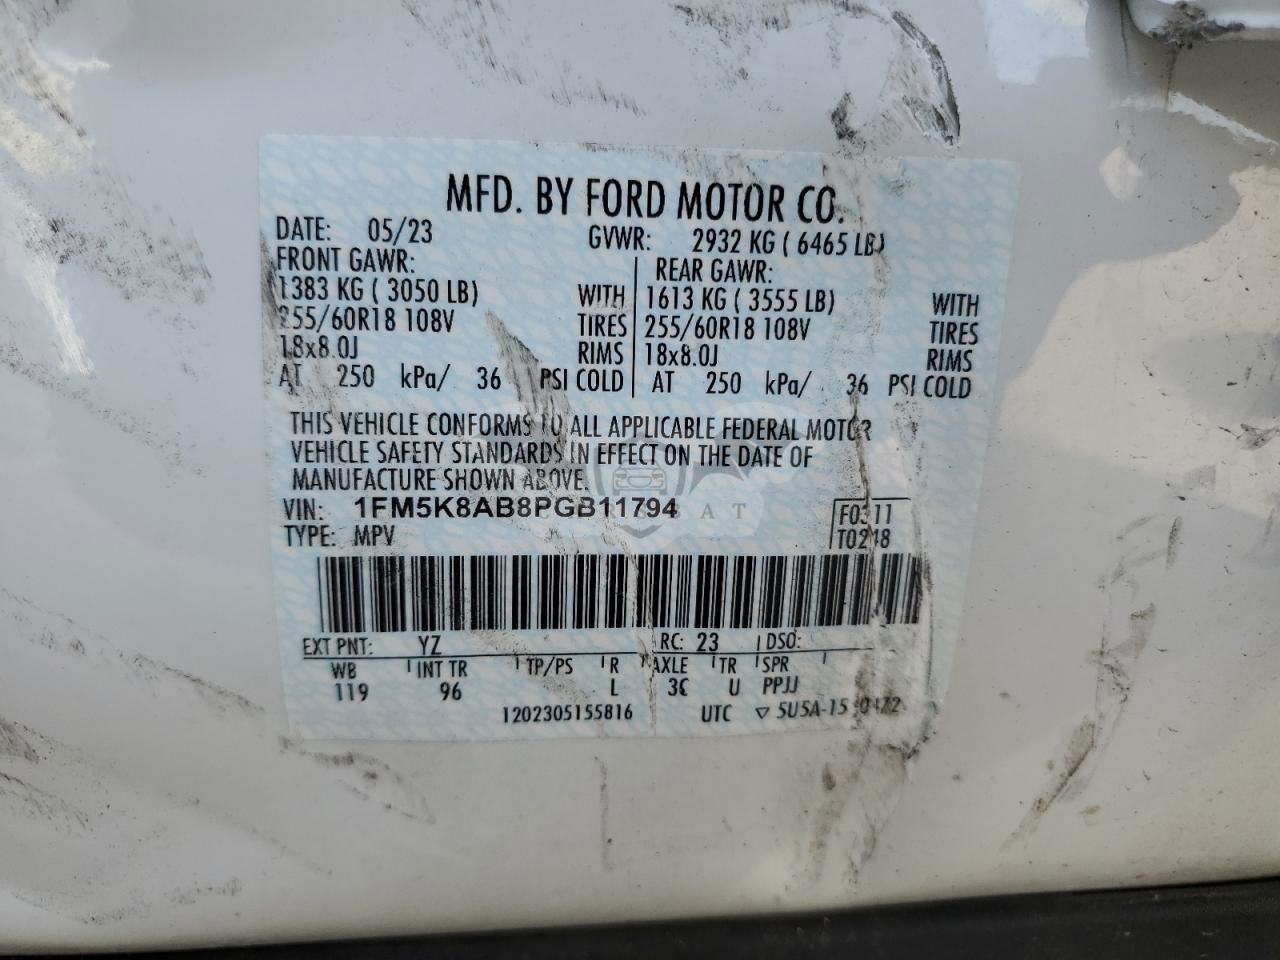 MFD. BY FORD MOTOR CO.
DATE: 05/23 GVWR: 2932 KG ( 6465 LB)
FRONT GAWR: REAR GAWR:
1383 KG ( 3050 LB) WITH 1613 KG ( 3555 LB) WITH
255/60R18 108V TIRES 255/60R18 108V TIRES
18x8.0J RIMS 18x8.0J RIMS
AT 250 kPa/ 36 PSI COLD AT 250 kPa/ 36 PSI COLD
THIS VEHICLE CONFORMS TO ALL APPLICABLE FEDERAL MOTOR
VEHICLE SAFETY STANDARDS IN EFFECT ON THE DATE OF
MANUFACTURE SHOWN ABOVE.
VIN: 1FM5K8AB8PGB11794
TYPE: MPV
EXT PNT: YZ RC: 23 DSO:
WB INT TR TP/PS R AXLE TR SPR
119 96 L U PPJJ
1202305155816 UTC